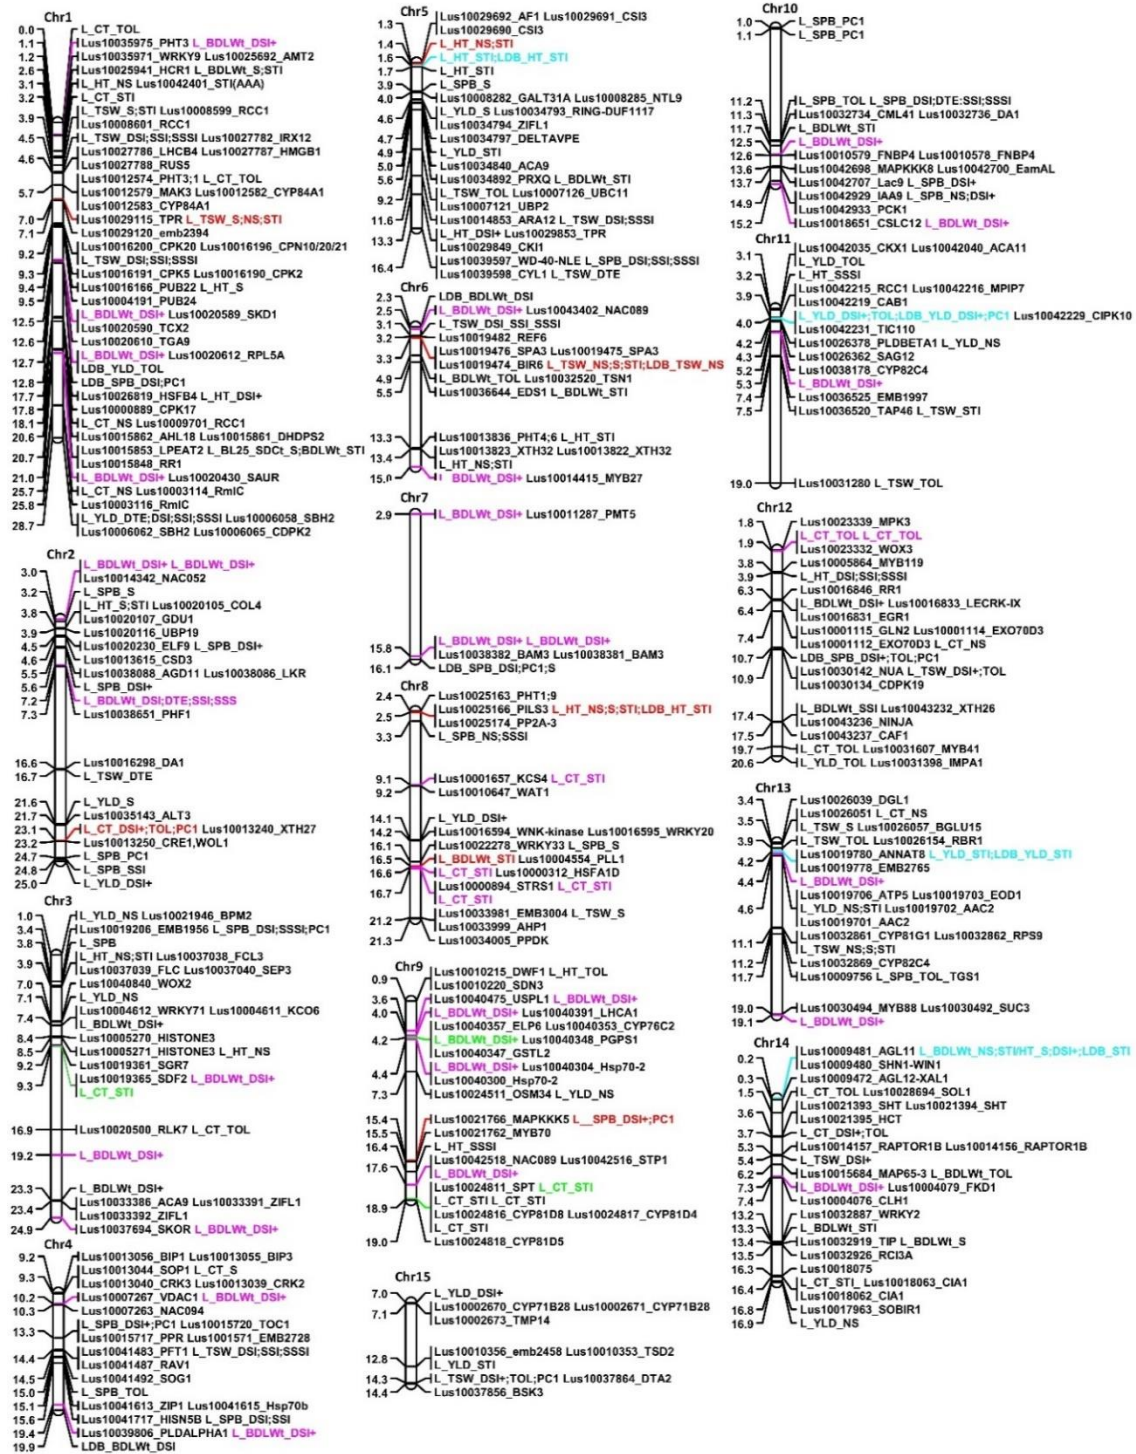 Chr1
0.0 L_CT_TOL
1.1 Lus10035975_PHT3 L_BDLWt_DSI+
1.2 Lus10035971_WRKY9 Lus10025692_AMT2
2.6 Lus10025941_HCR1 L_BDLWt_S;STI
3.1 L_HT_NS Lus10042401_STI(AAA)
3.2 L_CT_STI
3.9 L_TSW_S;STI Lus10008599_RCC1
Lus10008601_RCC1
4.5 L_TSW_DSI;SSI;SSSI Lus10027782_IRX12
4.6 Lus10027786_LHCB4 Lus10027787_HMGB1
Lus10027788_RUS5
Lus10012574_PHT3;1 L_CT_TOL
5.7 Lus10012579_MAK3 Lus10012582_CYP84A1
Lus10012583_CYP84A1
7.0 Lus10029115_TPR L_TSW_S;NS;STI
7.1 Lus10029120_emb2394
9.2 Lus10016200_CPK20 Lus10016196_CPN10/20/21
L_TSW_DSI;SSI;SSSI
9.3 Lus10016191_CPK5 Lus10016190_CPK2
9.4 Lus10016166_PUB22 L_HT_S
9.5 Lus10004191_PUB24
12.5 L_BDLWt_DSI+ Lus10020589_SKD1
Lus10020590_TCX2
12.6 Lus10020610_TGA9
12.7 L_BDLWt_DSI+ Lus10020612_RPL5A
LDB_YLD_TOL
12.8 LDB_SPB_DSI;PC1
17.7 Lus10026819_HSFB4 L_HT_DSI+
17.8 Lus10000889_CPK17
18.1 L_CT_NS Lus10009701_RCC1
20.6 Lus10015862_AHL18 Lus10015861_DHDPS2
20.7 Lus10015853_LPEAT2 L_BL25_SDCt_S;BDLWt_STI
Lus10015848_RR1
21.0 L_BDLWt_DSI+ Lus10020430_SAUR
25.7 L_CT_NS Lus10003114_RmlC
25.8 Lus10003116_RmlC
28.7 L_YLD_DTE;DSI;SSI;SSSI Lus10006058_SBH2
Lus10006062_SBH2 Lus10006065_CDPK2
Chr2
3.0 L_BDLWt_DSI+ L_BDLWt_DSI+
Lus10014342_NAC052
3.2 L_SPB_S
3.8 L_HT_S;STI Lus10020105_COL4
Lus10020107_GDU1
3.9 Lus10020116_UBP19
4.5 Lus10020230_ELF9 L_SPB_DSI+
4.6 Lus10013615_CSD3
5.5 Lus10038088_AGD11 Lus10038086_LKR
5.6 L_SPB_DSI+
7.2 L_BDLWt_DSI;DTE;SSI;SSS
7.3 Lus10038651_PHF1
16.6 Lus10016298_DA1
16.7 L_TSW_DTE
21.6 L_YLD_S
21.7 Lus10035143_ALT3
23.1 L_CT_DSI+;TOL;PC1 Lus10013240_XTH27
23.2 Lus10013250_CRE1,WOL1
24.7 L_SPB_PC1
24.8 L_SPB_SSI
25.0 L_YLD_DSI+
Chr3
1.0 L_YLD_NS Lus10021946_BPM2
3.4 Lus10019206_EMB1956 L_SPB_DSI;SSSI;PC1
3.8 L_SPB
3.9 L_HT_NS;STI Lus10037038_FCL3
Lus10037039_FLC Lus10037040_SEP3
7.0 Lus10040840_WOX2
7.1 L_YLD_NS
7.4 Lus10004612_WRKY71 Lus10004611_KCO6
L_BDLWt_DSI+
8.4 Lus10005270_HISTONE3
8.5 Lus10005271_HISTONE3 L_HT_NS
9.2 Lus10019361_SGR7
9.3 Lus10019365_SDF2 L_BDLWt_DSI+
L_CT_STI
16.9 Lus10020500_RLK7 L_CT_TOL
19.2 L_BDLWt_DSI+
23.3 L_BDLWt_DSI+
23.4 Lus10033386_ACA9 Lus10033391_ZIFL1
Lus10033392_ZIFL1
24.9 Lus10037694_SKOR L_BDLWt_DSI+
Chr4
9.2 Lus10013056_BIP1 Lus10013055_BIP3
9.3 Lus10013044_SOP1 L_CT_S
Lus10013040_CRK3 Lus10013039_CRK2
10.2 Lus10007267_VDAC1 L_BDLWt_DSI+
10.3 Lus10007263_NAC094
13.3 L_SPB_DSI+;PC1 Lus10015720_TOC1
Lus10015717_PPR Lus1001571_EMB2728
14.4 Lus10041483_PFT1 L_TSW_DSI;SSI;SSSI
Lus10041487_RAV1
14.5 Lus10041492_SOG1
15.0 L_SPB_TOL
15.1 Lus10041613_ZIP1 Lus10041615_Hsp70b
15.6 Lus10041717_HISN5B L_SPB_DSI;SSI
19.4 Lus10039806_PLDALPHA1 L_BDLWt_DSI+
19.9 LDB_BDLWt_DSI
Chr5
1.3 Lus10029692_AF1 Lus10029691_CSI3
Lus10029690_CSI3
1.4 L_HT_NS;STI
1.6 L_HT_STI;LDB_HT_STI
1.7 L_HT_STI
3.9 L_SPB_S
4.0 Lus10008282_GALT31A Lus10008285_NTL9
4.6 L_YLD_S Lus10034793_RING-DUF1117
Lus10034794_ZIFL1
4.7 Lus10034797_DELTAVPE
4.9 L_YLD_STI
5.0 Lus10034840_ACA9
5.6 Lus10034892_PRXQ L_BDLWt_STI
9.2 L_TSW_TOL Lus10007126_UBC11
Lus10007121_UBP2
11.6 Lus10014853_ARA12 L_TSW_DSI;SSSI
13.3 L_HT_DSI+ Lus10029853_TPR
Lus10029849_CKI1
16.4 Lus10039597_WD-40-NLE L_SPB_DSI;SSI;SSSI
Lus10039598_CYL1 L_TSW_DTE
Chr6
2.3 LDB_BDLWt_DSI
2.5 L_BDLWt_DSI+ Lus10043402_NAC089
3.1 L_TSW_DSI_SSI_SSSI
3.2 Lus10019482_REF6
3.3 Lus10019476_SPA3 Lus10019475_SPA3
Lus10019474_BIR6 L_TSW_NS;S;STI;LDB_TSW_NS
4.9 L_BDLWt_TOL Lus10032520_TSN1
5.5 Lus10036644_EDS1 L_BDLWt_STI
13.3 Lus10013836_PHT4;6 L_HT_STI
13.4 Lus10013823_XTH32 Lus10013822_XTH32
L_HT_NS;STI
15.0 L_BDLWt_DSI+ Lus10014415_MYB27
Chr7
2.9 L_BDLWt_DSI+ Lus10011287_PMT5
15.8 L_BDLWt_DSI+ L_BDLWt_DSI+
Lus10038382_BAM3 Lus10038381_BAM3
16.1 LDB_SPB_DSI;PC1;S
Chr8
2.4 Lus10025163_PHT1;9
2.5 Lus10025166_PILS3 L_HT_NS;S;STI;LDB_HT_STI
Lus10025174_PP2A-3
3.3 L_SPB_NS;SSSI
9.1 Lus10001657_KCS4 L_CT_STI
9.2 Lus10010647_WAT1
14.1 L_YLD_DSI+
14.2 Lus10016594_WNK-kinase Lus10016595_WRKY20
16.1 Lus10022278_WRKY33 L_SPB_S
16.5 L_BDLWt_STI Lus10004554_PLL1
16.6 L_CT_STI Lus10000312_HSFA1D
16.7 Lus10000894_STRS1 L_CT_STI
L_CT_STI
21.2 Lus10033981_EMB3004 L_TSW_S
Lus10033999_AHP1
21.3 Lus10034005_PPDK
Chr9
0.9 Lus10010215_DWF1 L_HT_TOL
Lus10010220_SDN3
3.6 Lus10040475_USPL1 L_BDLWt_DSI+
4.0 L_BDLWt_DSI+ Lus10040391_LHCA1
Lus10040357_ELP6 Lus10040353_CYP76C2
4.2 L_BDLWt_DSI+ Lus10040348_PGPS1
Lus10040347_GSTL2
4.4 L_BDLWt_DSI+ Lus10040304_Hsp70-2
Lus10040300_Hsp70-2
7.3 Lus10024511_OSM34 L_YLD_NS
15.4 Lus10021766_MAPKKK5 L__SPB_DSI+;PC1
15.5 Lus10021762_MYB70
16.4 L_HT_SSSI
17.6 Lus10042518_NAC089 Lus10042516_STP1
L_BDLWt_DSI+
Lus10024811_SPT L_CT_STI
18.9 L_CT_STI L_CT_STI
Lus10024816_CYP81D8 Lus10024817_CYP81D4
L_CT_STI
19.0 Lus10024818_CYP81D5
Chr15
7.0 L_YLD_DSI+
7.1 Lus10002670_CYP71B28 Lus10002671_CYP71B28
Lus10002673_TMP14
12.8 Lus10010356_emb2458 Lus10010353_TSD2
L_YLD_STI
14.3 L_TSW_DSI+;TOL;PC1 Lus10037864_DTA2
14.4 Lus10037856_BSK3
Chr10
1.0 L_SPB_PC1
1.1 L_SPB_PC1
11.2 L_SPB_TOL L_SPB_DSI;DTE:SSI;SSSI
11.3 Lus10032734_CML41 Lus10032736_DA1
11.7 L_BDLWt_STI
12.5 L_BDLWt_DSI+
12.6 Lus10010579_FNBP4 Lus10010578_FNBP4
13.6 Lus10042698_MAPKKK8 Lus10042700_EamAL
13.7 Lus10042707_Lac9 L_SPB_DSI+
14.9 Lus10042929_IAA9 L_SPB_NS;DSI+
Lus10042933_PCK1
15.2 Lus10018651_CSLC12 L_BDLWt_DSI+
Chr11
3.1 Lus10042035_CKX1 Lus10042040_ACA11
L_YLD_TOL
3.2 L_HT_SSSI
3.9 Lus10042215_RCC1 Lus10042216_MPIP7
Lus10042219_CAB1
4.0 L_YLD_DSI+;TOL;LDB_YLD_DSI+;PC1 Lus10042229_CIPK10
Lus10042231_TIC110
4.2 Lus10026378_PLDBETA1 L_YLD_NS
4.3 Lus10026362_SAG12
5.2 Lus10038178_CYP82C4
5.3 L_BDLWt_DSI+
7.4 Lus10036525_EMB1997
7.5 Lus10036520_TAP46 L_TSW_STI
19.0 Lus10031280 L_TSW_TOL
Chr12
1.8 Lus10023339_MPK3
1.9 L_CT_TOL L_CT_TOL
Lus10023332_WOX3
3.8 Lus10005864_MYB119
3.9 L_HT_DSI;SSI;SSSI
6.3 Lus10016846_RR1
6.4 L_BDLWt_DSI+ Lus10016833_LECRK-IX
Lus10016831_EGR1
7.4 Lus10001115_GLN2 Lus10001114_EXO70D3
Lus10001112_EXO70D3 L_CT_NS
10.7 LDB_SPB_DSI+;TOL;PC1
10.9 Lus10030142_NUA L_TSW_DSI+;TOL
Lus10030134_CDPK19
17.4 L_BDLWt_SSI Lus10043232_XTH26
Lus10043236_NINJA
17.5 Lus10043237_CAF1
19.7 L_CT_TOL Lus10031607_MYB41
20.6 L_YLD_TOL Lus10031398_IMPA1
Chr13
3.4 Lus10026039_DGL1
3.5 Lus10026051 L_CT_NS
L_TSW_S Lus10026057_BGLU15
3.9 L_TSW_TOL Lus10026154_RBR1
4.2 Lus10019780_ANNAT8 L_YLD_STI;LDB_YLD_STI
Lus10019778_EMB2765
4.4 L_BDLWt_DSI+
4.6 Lus10019706_ATP5 Lus10019703_EOD1
L_YLD_NS;STI Lus10019702_AAC2
Lus10019701_AAC2
11.1 Lus10032861_CYP81G1 Lus10032862_RPS9
L_TSW_NS;S;STI
11.2 Lus10032869_CYP82C4
11.7 Lus10009756 L_SPB_TOL_TGS1
19.0 Lus10030494_MYB88 Lus10030492_SUC3
19.1 L_BDLWt_DSI+
Chr14
0.2 Lus10009481_AGL11 L_BDLWt_NS;STI/HT_S;DSI+;LDB_STI
Lus10009480_SHN1-WIN1
0.3 Lus10009472_AGL12-XAL1
1.5 L_CT_TOL Lus10028694_SOL1
3.6 Lus10021393_SHT Lus10021394_SHT
Lus10021395_HCT
3.7 L_CT_DSI+;TOL
5.3 Lus10014157_RAPTOR1B Lus10014156_RAPTOR1B
5.4 L_TSW_DSI+
6.2 Lus10015684_MAP65-3 L_BDLWt_TOL
7.3 L_BDLWt_DSI+ Lus10004079_FKD1
7.4 Lus10004076_CLH1
13.2 Lus10032887_WRKY2
13.3 L_BDLWt_STI
13.4 Lus10032919_TIP L_BDLWt_S
13.5 Lus10032926_RCI3A
16.3 Lus10018075
16.4 L_CT_STI_ Lus10018063_CIA1
Lus10018062_CIA1
16.8 Lus10017963_SOBIR1
16.9 L_YLD_NS